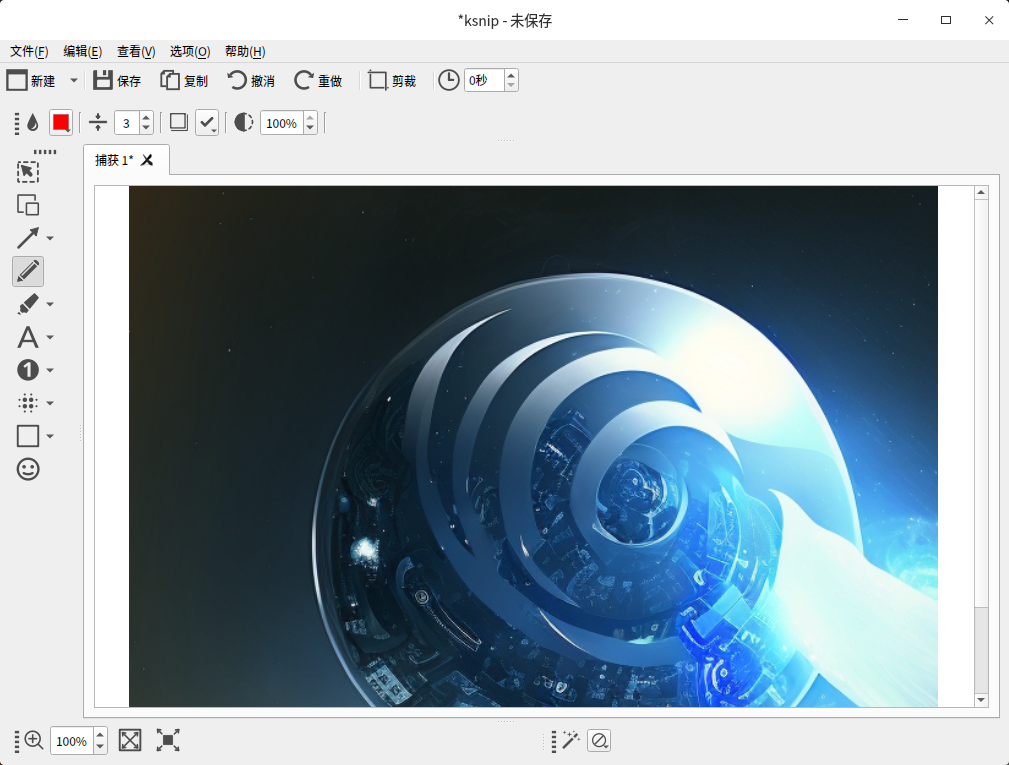 *ksnip - 未保存
文件(F) 编辑(E) 查看(V) 选项(O) 帮助(H)
新建 保存 复制 撤消 重做 剪裁 0秒
3 100%
捕获 1*
A
1
100%